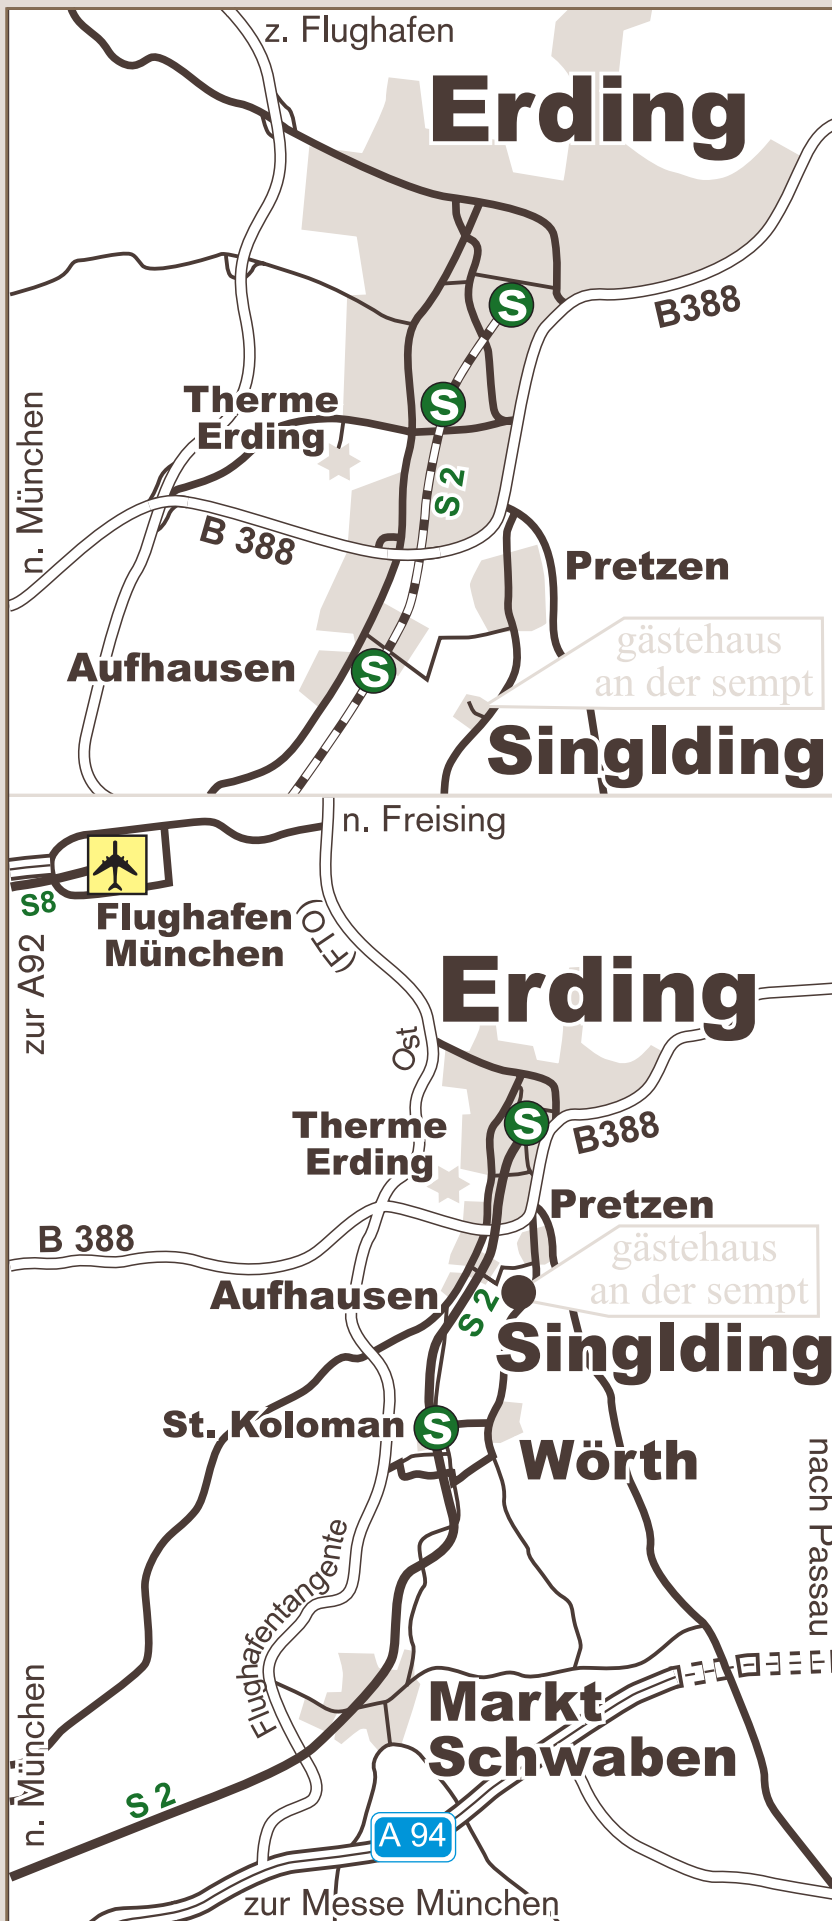 z. Flughafen
Erding
B388
S
Therme
Erding
S
n. München
S 2
B 388
Pretzen
gästehaus
an der sempt
Aufhausen
S
Singlding
n. Freising
S8
Flughafen
München
(FTO)
zur A92
Erding
Ost
Therme
Erding
S
B388
Pretzen
B 388
gästehaus
an der sempt
Aufhausen
S 2
Singlding
St. Koloman
S
Wörth
nach Passau
Flughafentangente
n. München
Markt
Schwaben
S 2
A 94
zur Messe München